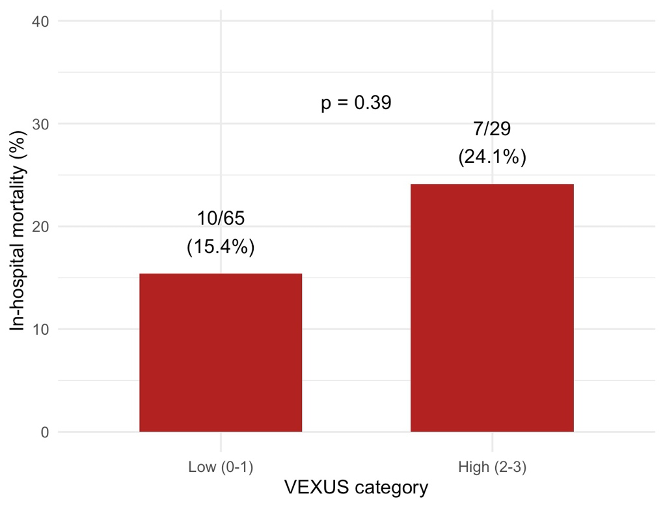 40
30
20
10
0
In-hospital mortality (%)
p = 0.39
10/65
(15.4%)
7/29
(24.1%)
Low (0-1)
High (2-3)
VEXUS category